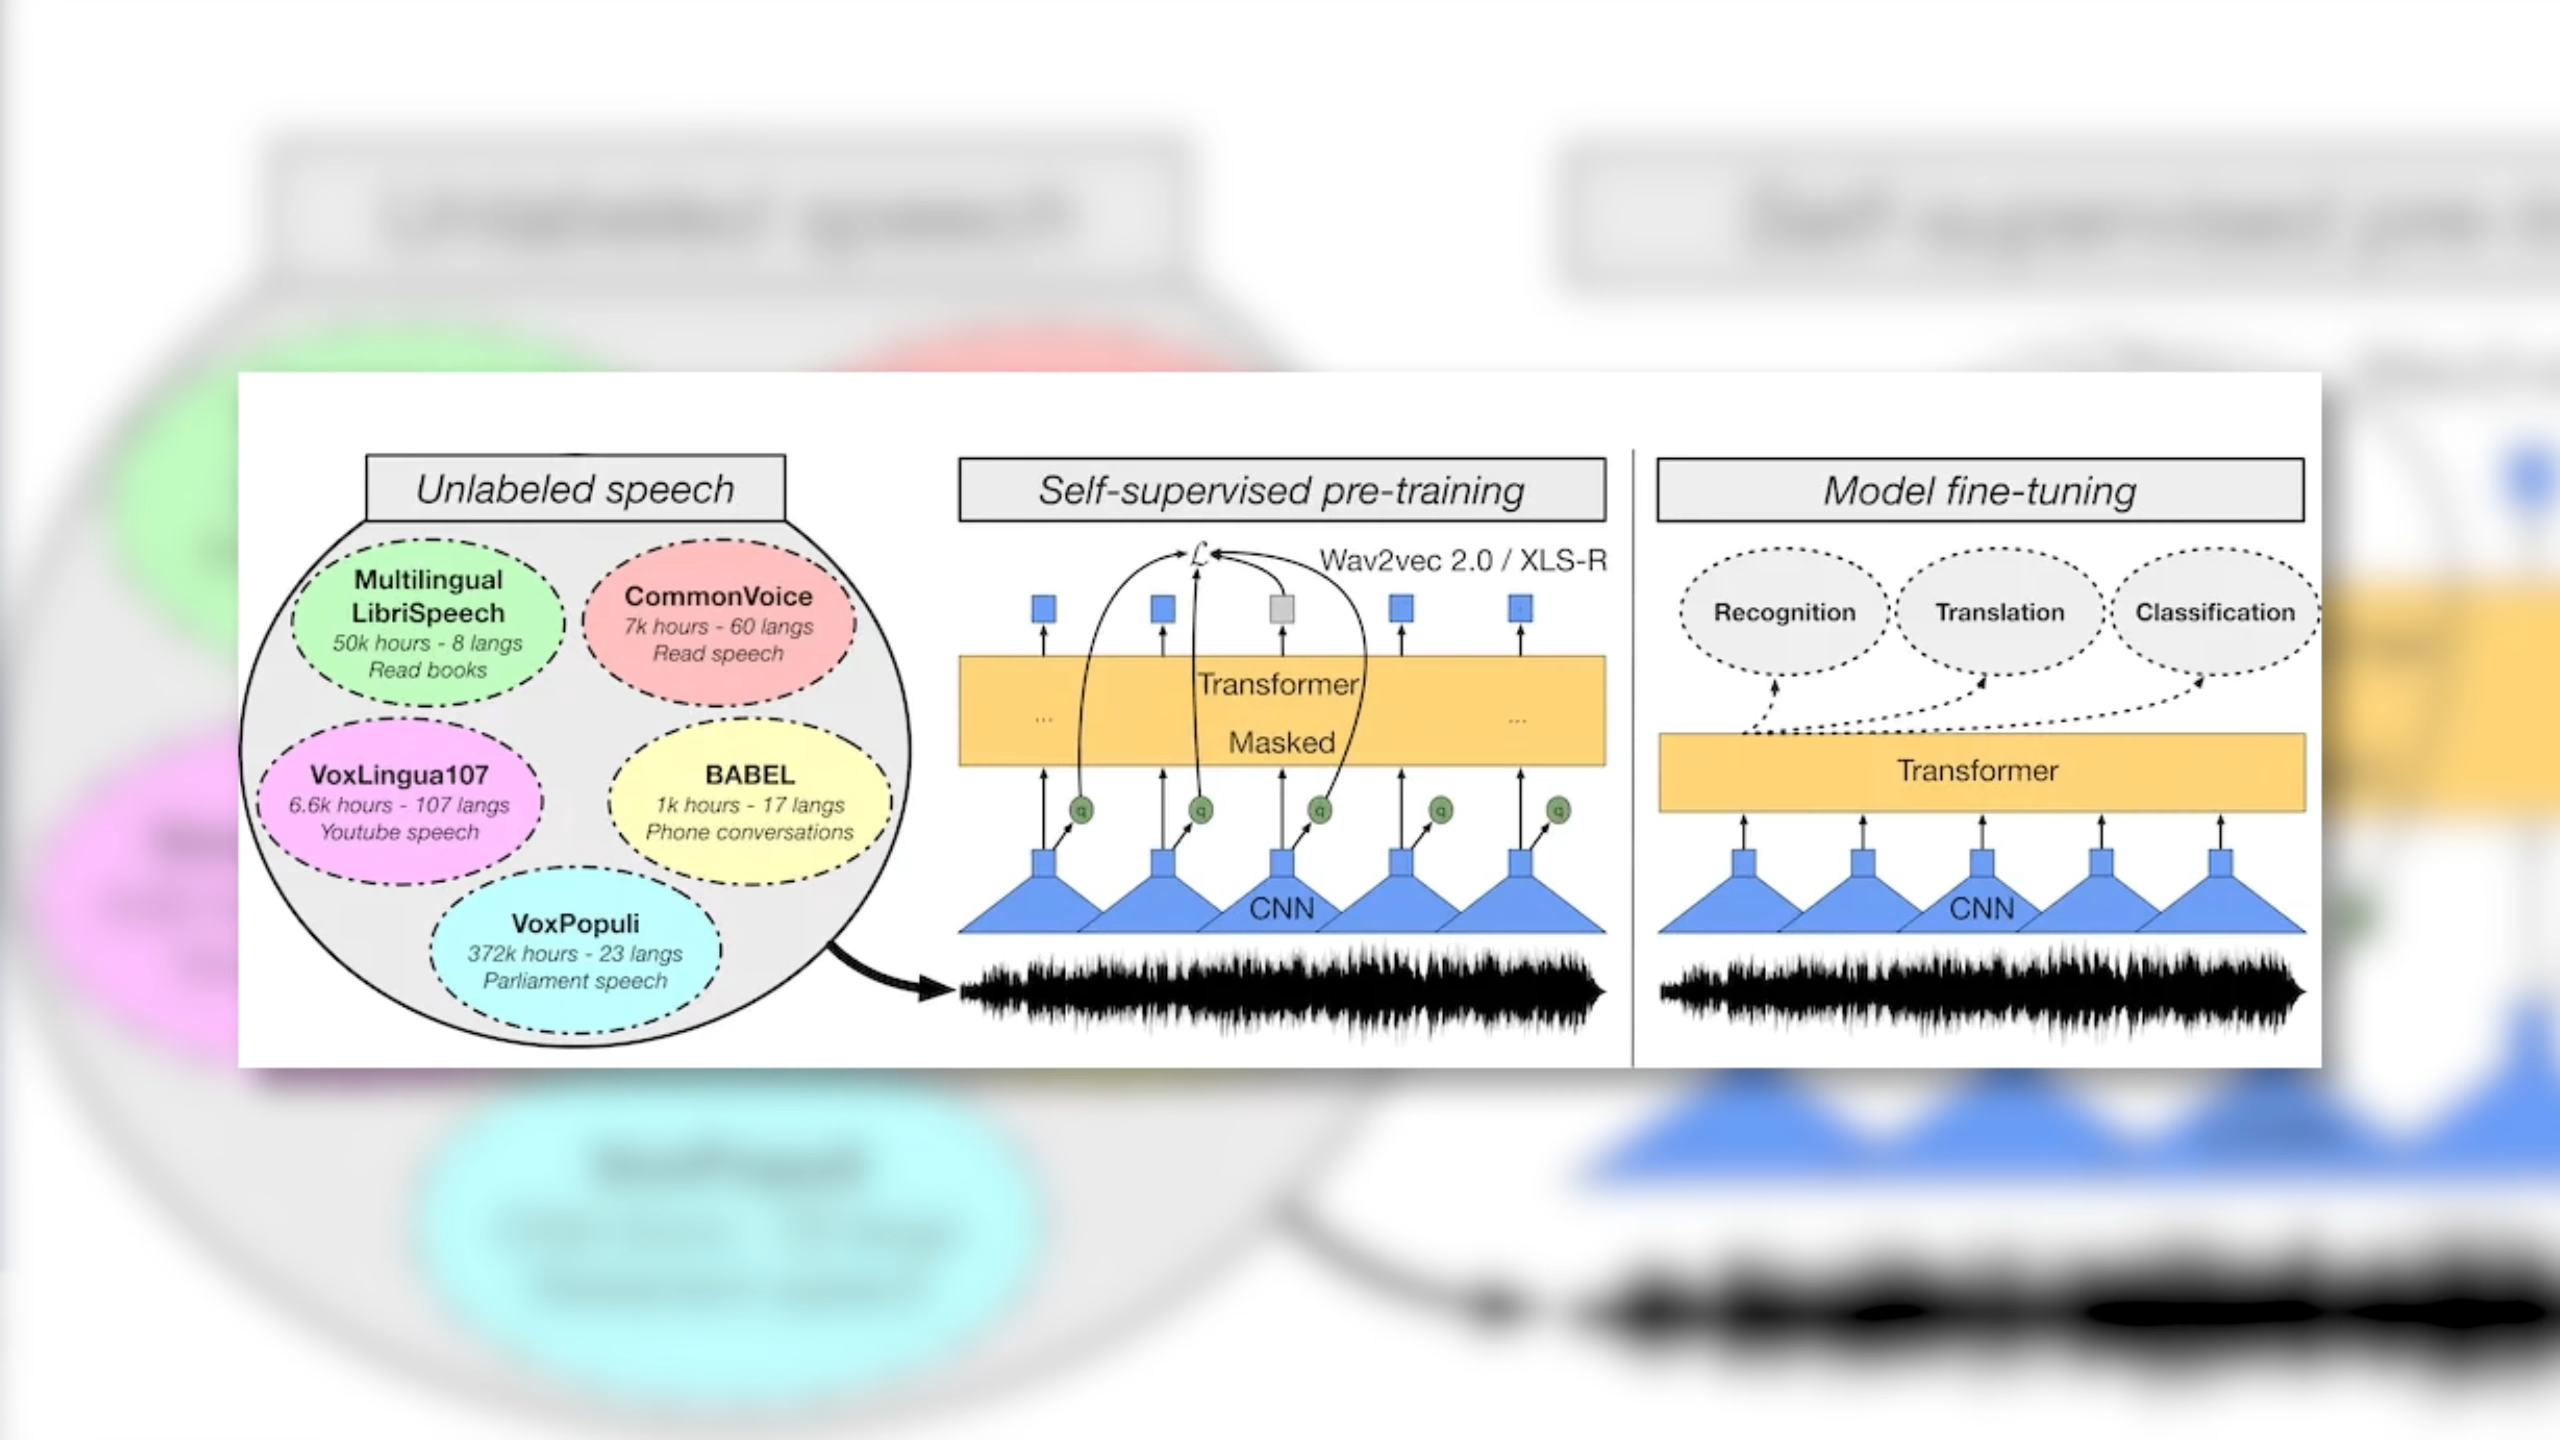 Unlabeled speech
Multilingual
LibriSpeech
50k hours - 8 langs
Read books
CommonVoice
7k hours - 60 langs
Read speech
VoxLingua107
6.6k hours - 107 langs
Youtube speech
BABEL
1k hours - 17 langs
Phone conversations
VoxPopuli
372k hours - 23 langs
Parliament speech
Self-supervised pre-training
ℒ
Wav2vec 2.0 / XLS-R
Transformer
... ...
Masked
q q q q q
CNN
Model fine-tuning
Recognition
Translation
Classification
Transformer
CNN